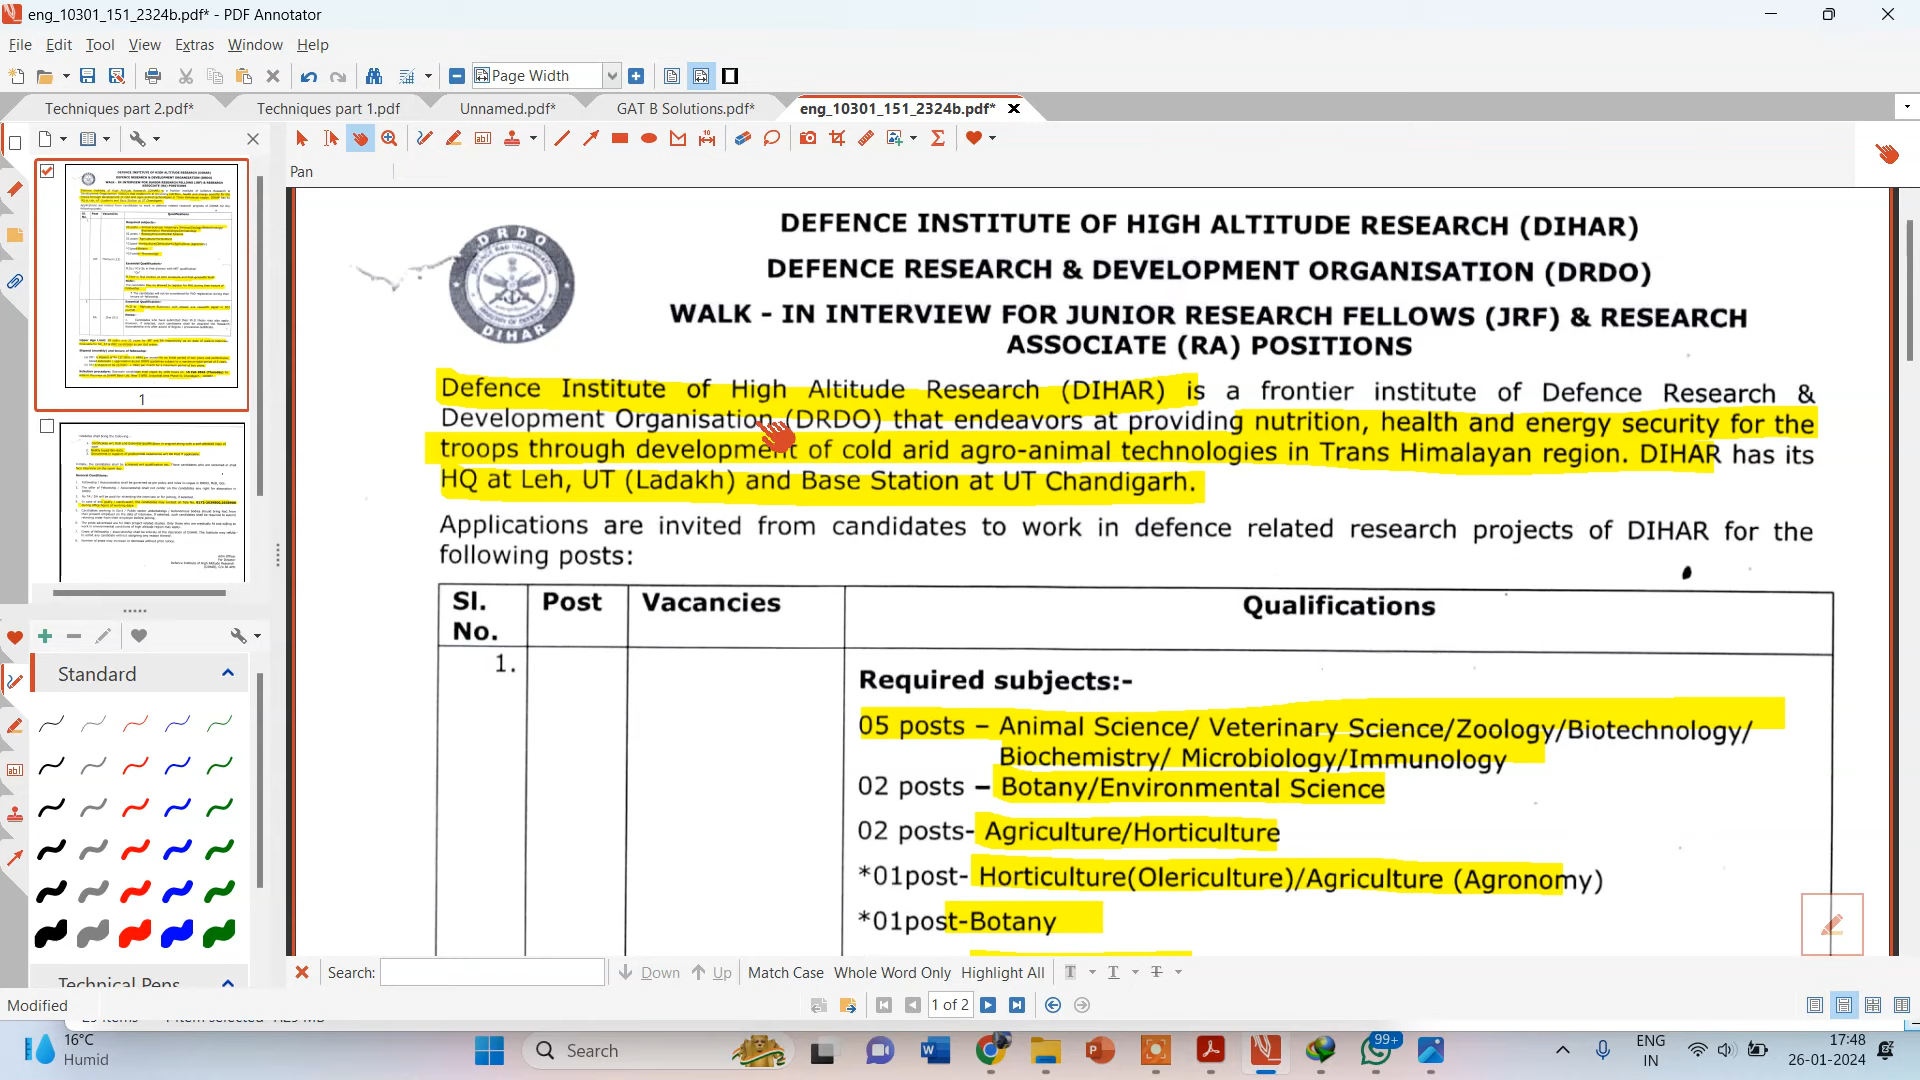 eng_10301_151_2324b.pdf* - PDF Annotator
File Edit Tool View Extras Window Help
Page Width
Techniques part 2.pdf* Techniques part 1.pdf Unnamed.pdf* GAT B Solutions.pdf* eng_10301_151_2324b.pdf*
Pan
DEFENCE INSTITUTE OF HIGH ALTITUDE RESEARCH (DIHAR)
DEFENCE RESEARCH & DEVELOPMENT ORGANISATION (DRDO)
WALK - IN INTERVIEW FOR JUNIOR RESEARCH FELLOWS (JRF) & RESEARCH
ASSOCIATE (RA) POSITIONS
DRDO
DIHAR
Defence Institute of High Altitude Research (DIHAR) is a frontier institute of Defence Research &
Development Organisation (DRDO) that endeavors at providing nutrition, health and energy security for the
troops through development of cold arid agro-animal technologies in Trans Himalayan region. DIHAR has its
HQ at Leh, UT (Ladakh) and Base Station at UT Chandigarh.
Applications are invited from candidates to work in defence related research projects of DIHAR for the
following posts:
Sl. No. Post Vacancies Qualifications
1.
Required subjects:-
05 posts – Animal Science/ Veterinary Science/Zoology/Biotechnology/
Biochemistry/ Microbiology/Immunology
02 posts – Botany/Environmental Science
02 posts- Agriculture/Horticulture
*01post- Horticulture(Olericulture)/Agriculture (Agronomy)
*01post-Botany
1
Standard
Technical Pens
Search: Down Up Match Case Whole Word Only Highlight All
Modified
1 of 2
16°C
Humid
Search
99+
ENG
IN
17:48
26-01-2024